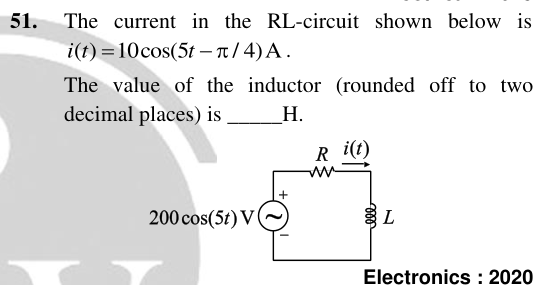 51. The current in the RL-circuit shown below is
i(t) = 10cos(5t − π / 4) A .
The value of the inductor (rounded off to two
decimal places) is _____H.
R i(t)
+
200cos(5t) V
~
L
−
Electronics : 2020